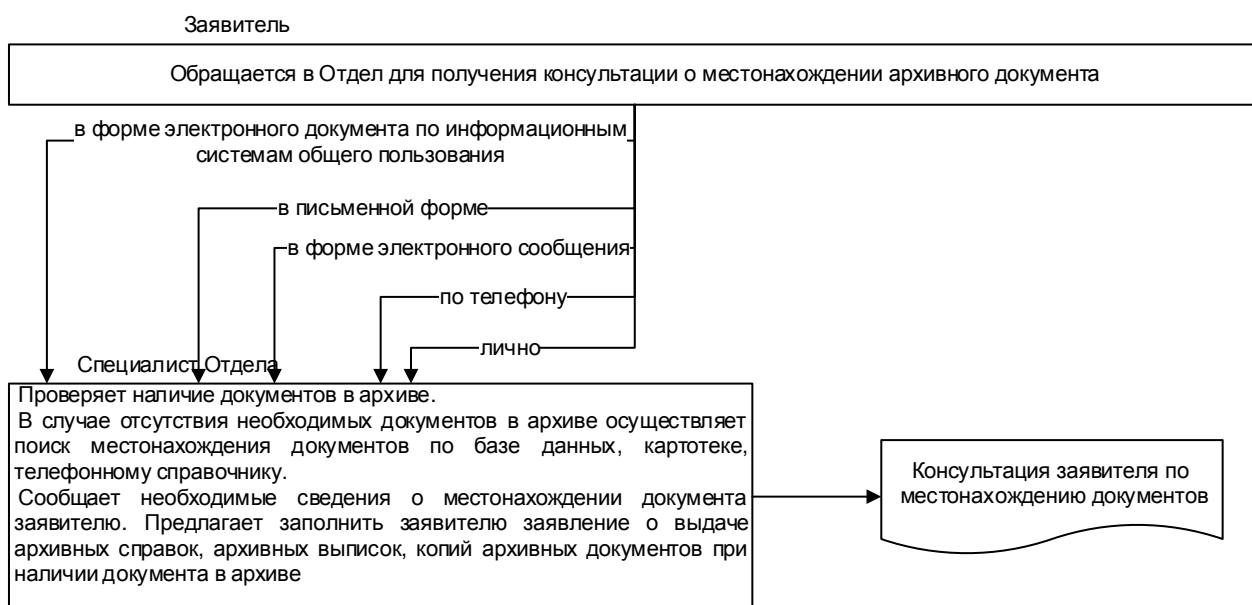 Заявитель
Обращается в Отдел для получения консультации о местонахождении архивного документа
в форме электронного документа по информационным
системам общего пользования
в письменной форме
в форме электронного сообщения
по телефону
лично
Специалист Отдела
Проверяет наличие документов в архиве.
В случае отсутствия необходимых документов в архиве осуществляет
поиск местонахождения документов по базе данных, картотеке,
телефонному справочнику.
Сообщает необходимые сведения о местонахождении документа
заявителю. Предлагает заполнить заявителю заявление о выдаче
архивных справок, архивных выписок, копий архивных документов при
наличии документа в архиве
Консультация заявителя по
местонахождению документов